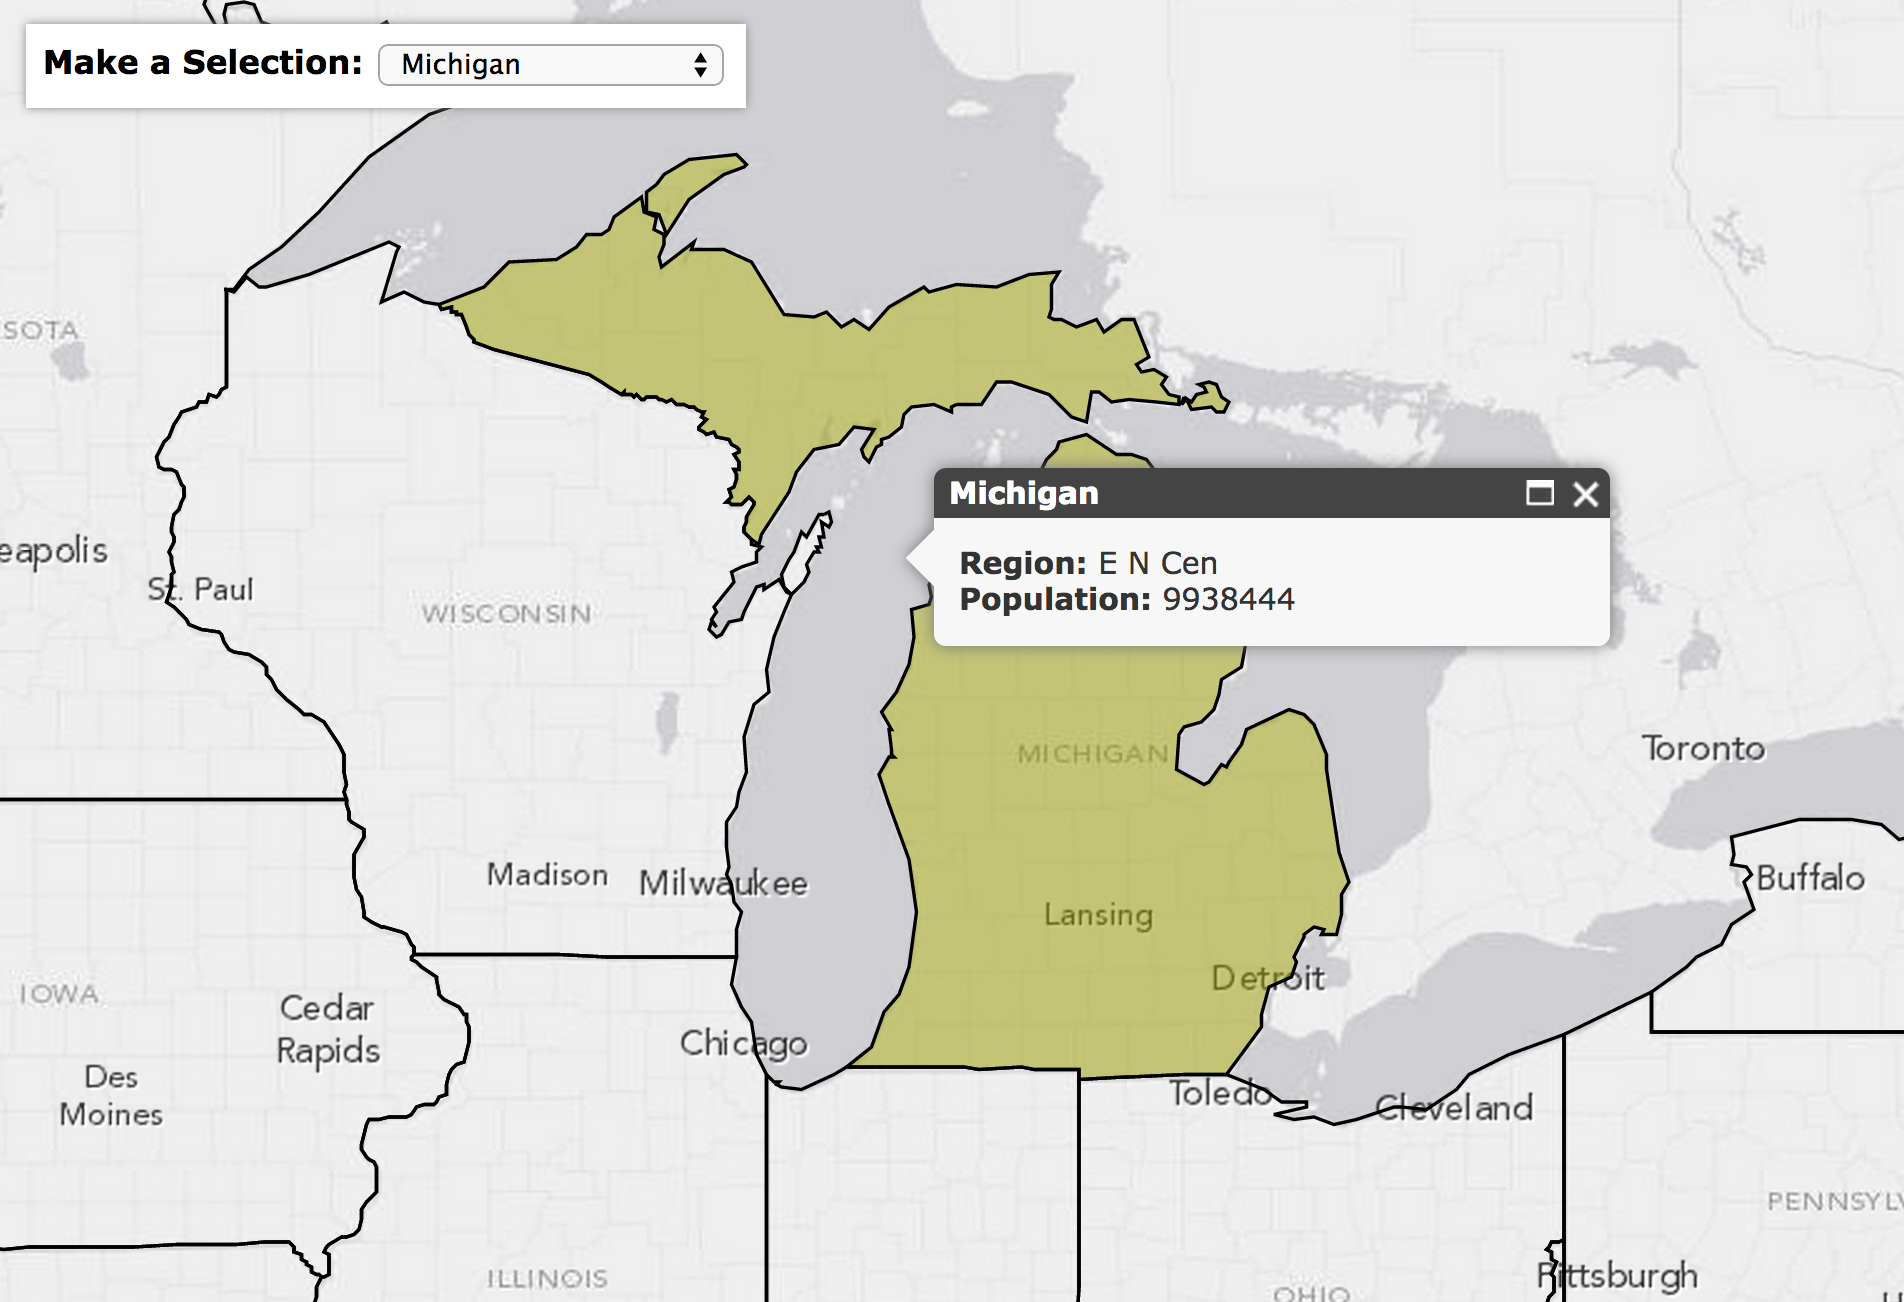 Make a Selection: Michigan
SOTA
Michigan
eapolis
Region: E N Cen
St. Paul
Population: 9938444
WISCONSIN
Toronto
MICHIGAN
Madison
Milwaukee
Buffalo
Lansing
Detroit
IOWA
Cedar
Rapids
Chicago
Des
Moines
Toledo
Cleveland
PENNSYLV
Pittsburgh
ILLINOIS
OHIO